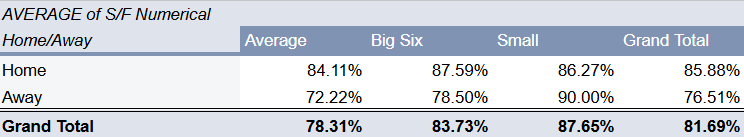 AVERAGE of S/F Numerical
Home/Away Average Big Six Small Grand Total
Home 84.11% 87.59% 86.27% 85.88%
Away 72.22% 78.50% 90.00% 76.51%
Grand Total 78.31% 83.73% 87.65% 81.69%